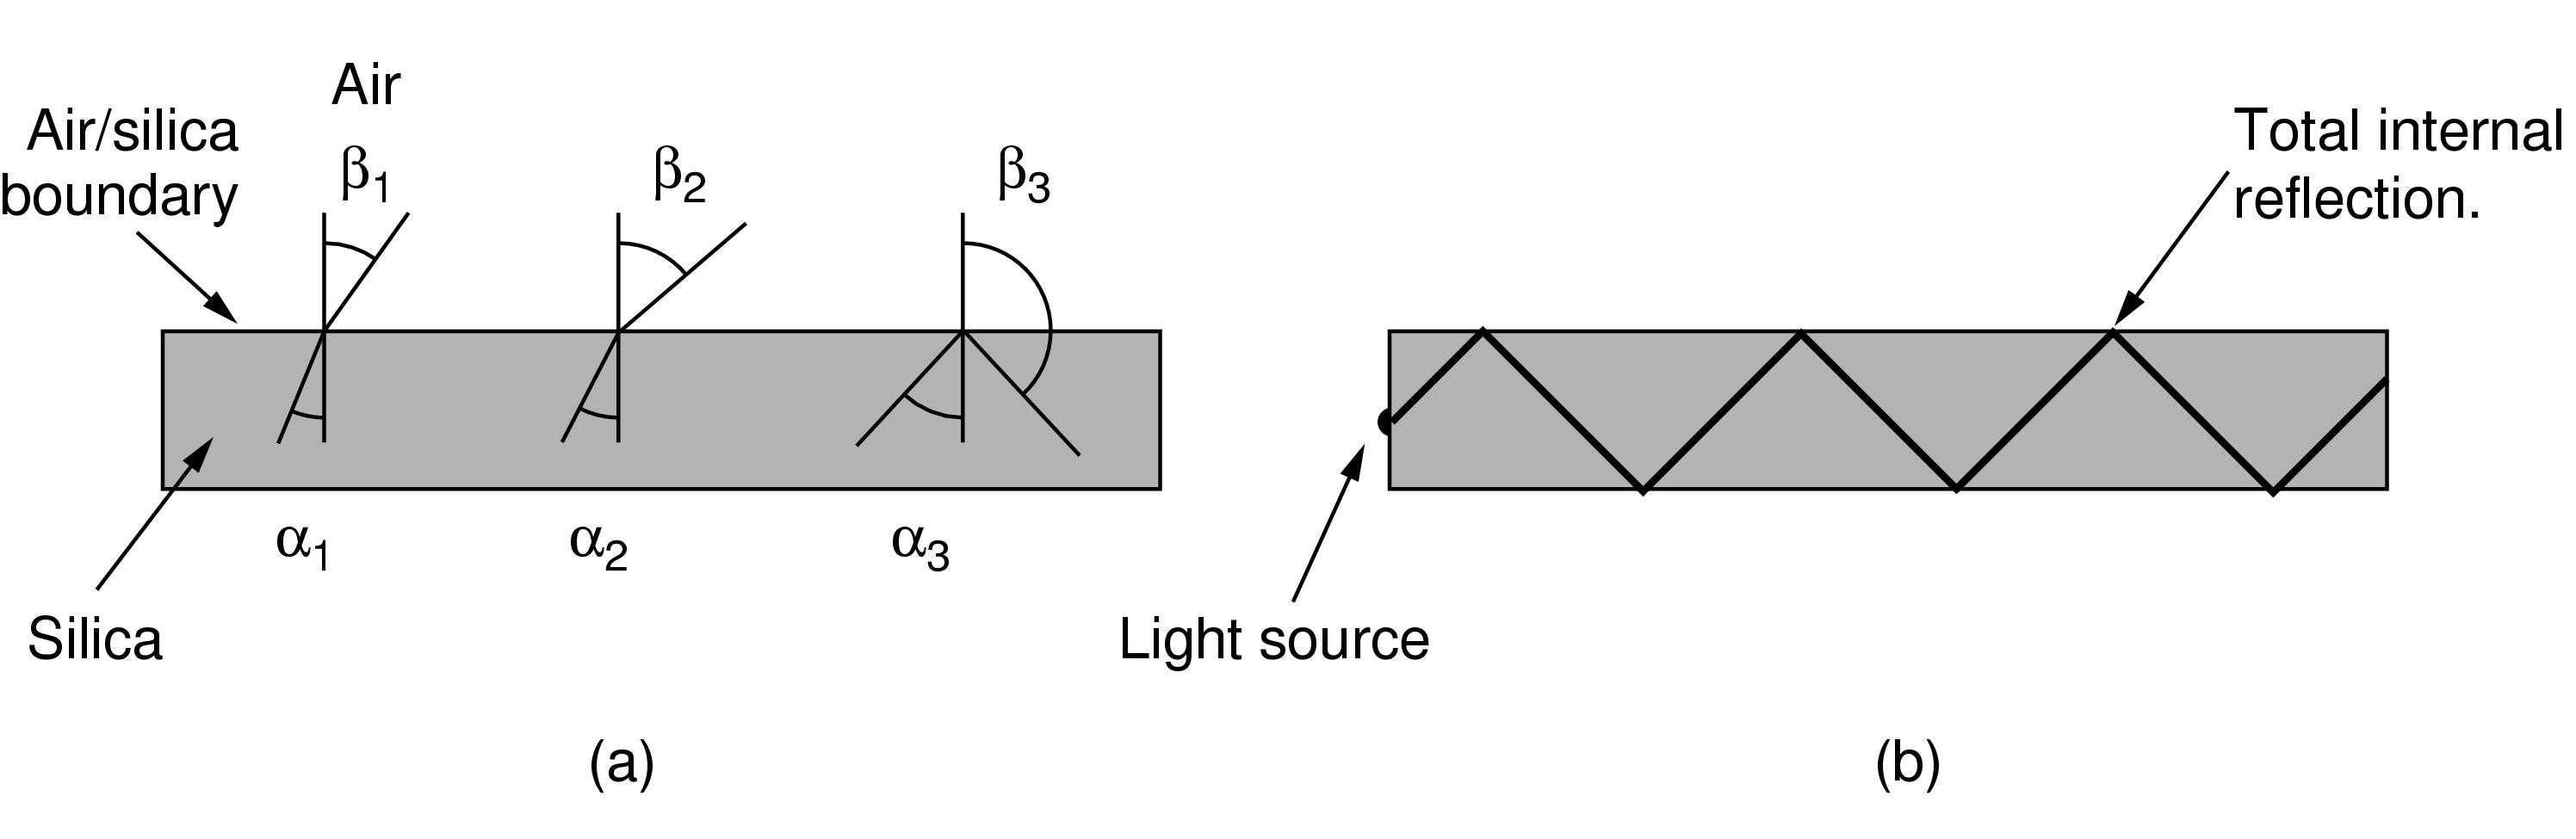 Air
Air/silica
boundary
β1
β2
β3
Total internal
reflection.
α1
α2
α3
Silica
Light source
(a)
(b)